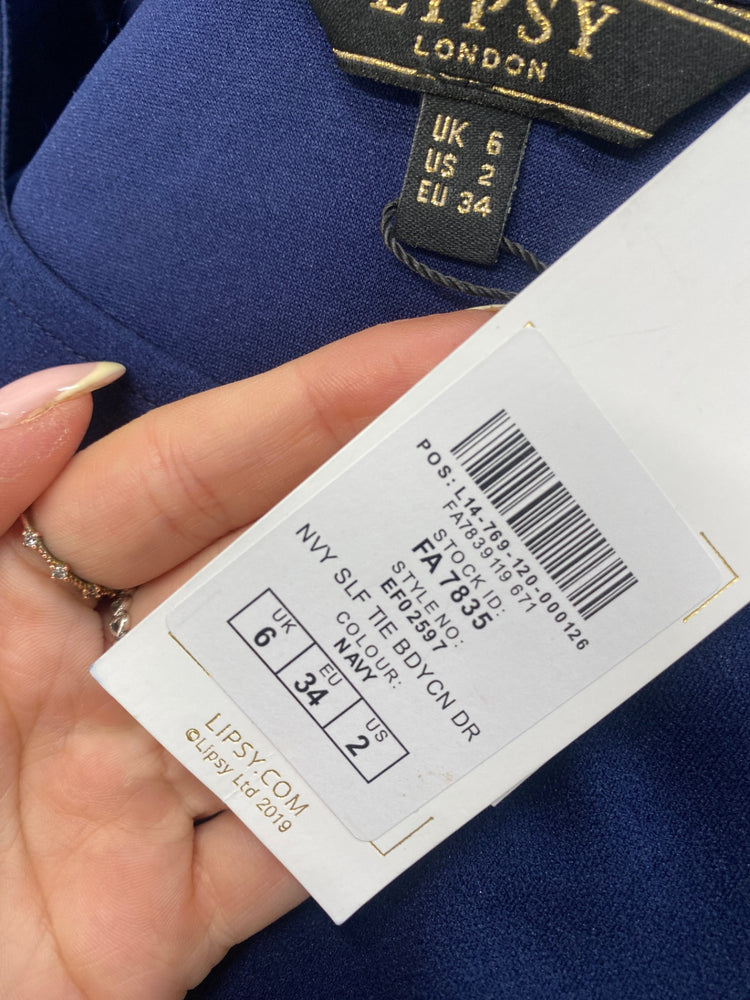 LIPSY
LONDON
UK 6
US 2
EU 34
POS: L14-769-120-000126
FA7839 119 671
STOCK ID:
FA 7835
STYLE NO:
EF02597
COLOUR:
NAVY
NVY SLF TIE BDYCN DR
UK EU US
6 34 2
LIPSY.COM
©Lipsy Ltd 2019